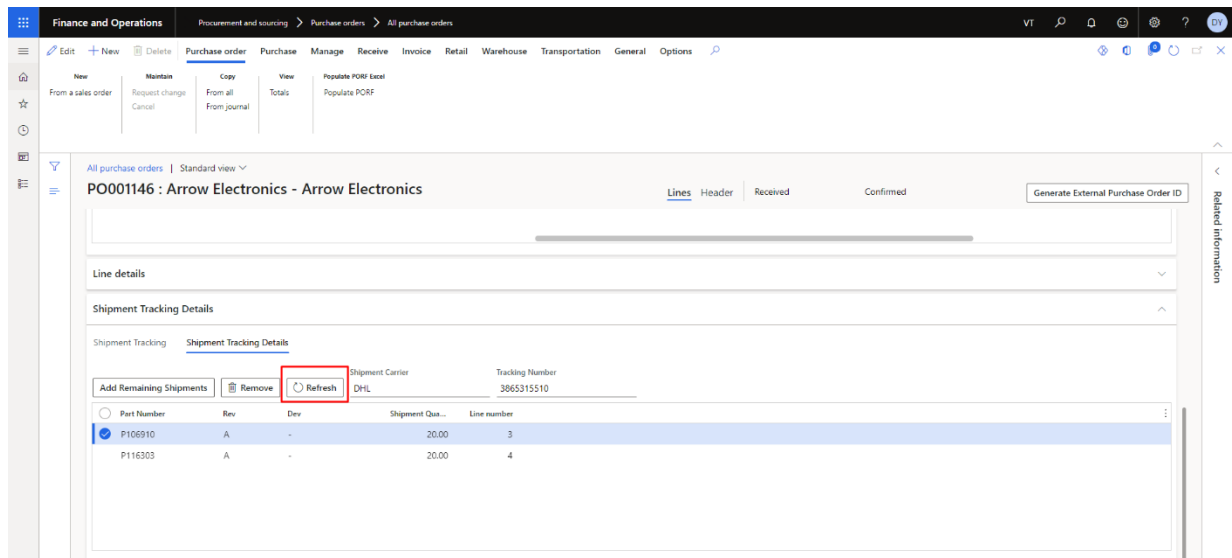 Finance and Operations Procurement and sourcing > Purchase orders > All purchase orders VT ? DY
Edit + New Delete Purchase order Purchase Manage Receive Invoice Retail Warehouse Transportation General Options 0
New Maintain Copy View Populate PORF Excel
From a sales order Request change From all Totals Populate PORF
Cancel From journal
All purchase orders | Standard view
PO001146 : Arrow Electronics - Arrow Electronics Lines Header Received Confirmed Generate External Purchase Order ID
Related information
Line details
Shipment Tracking Details
Shipment Tracking Shipment Tracking Details
Shipment Carrier Tracking Number
Add Remaining Shipments Remove Refresh DHL 3865315510
Part Number Rev Dev Shipment Qua... Line number
P106910 A - 20.00 3
P116303 A - 20.00 4